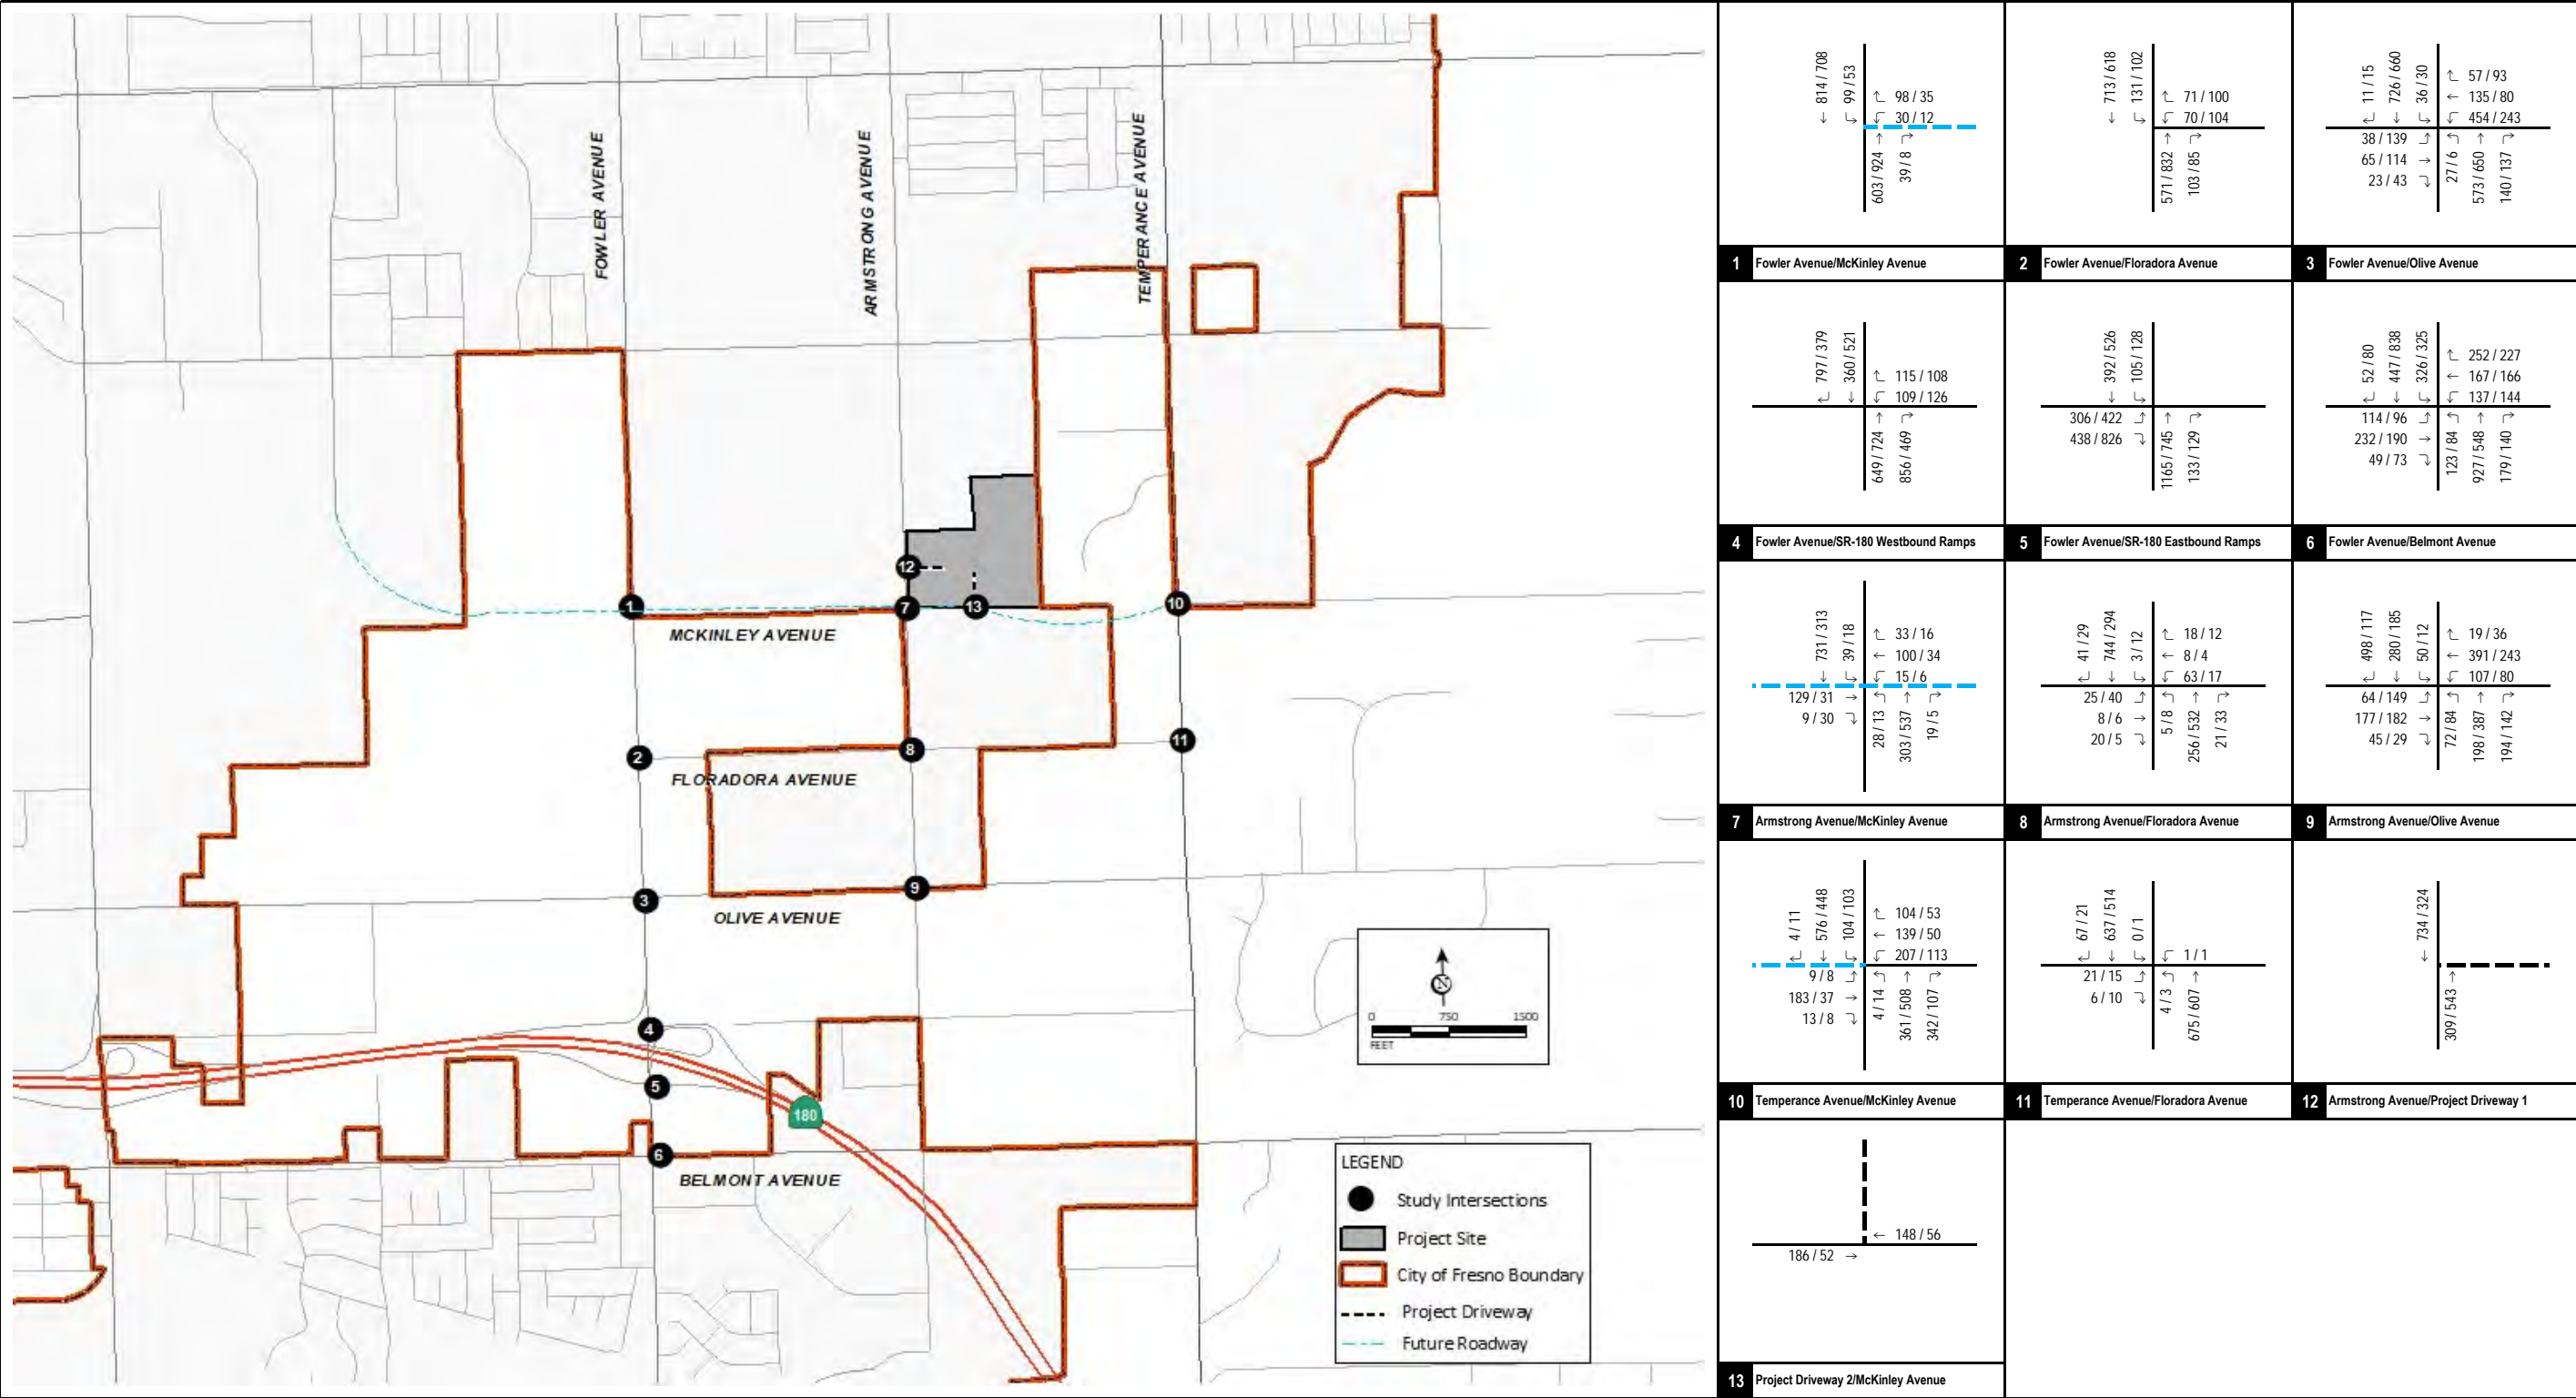 FOWLER AVENUE
ARMSTRONG AVENUE
TEMPERANCE AVENUE
12
1
7
13
10
MCKINLEY AVENUE
2
8
11
FLORADORA AVENUE
3
9
OLIVE AVENUE
4
5
180
6
BELMONT AVENUE
N
0 750 1500
FEET
LEGEND
Study Intersections
Project Site
City of Fresno Boundary
Project Driveway
Future Roadway
814 / 708
99 / 53
98 / 35
30 / 12
603 / 924
39 / 8
1 Fowler Avenue/McKinley Avenue
713 / 618
131 / 102
71 / 100
70 / 104
571 / 832
103 / 85
2 Fowler Avenue/Floradora Avenue
11 / 15
726 / 660
36 / 30
57 / 93
135 / 80
454 / 243
38 / 139
65 / 114
23 / 43
27 / 6
573 / 650
140 / 137
3 Fowler Avenue/Olive Avenue
797 / 379
360 / 521
115 / 108
109 / 126
649 / 724
856 / 469
4 Fowler Avenue/SR-180 Westbound Ramps
392 / 526
105 / 128
306 / 422
438 / 826
1165 / 745
133 / 129
5 Fowler Avenue/SR-180 Eastbound Ramps
52 / 80
447 / 838
326 / 325
252 / 227
167 / 166
137 / 144
114 / 96
232 / 190
49 / 73
123 / 84
927 / 548
179 / 140
6 Fowler Avenue/Belmont Avenue
731 / 313
39 / 18
33 / 16
100 / 34
15 / 6
129 / 31
9 / 30
28 / 13
303 / 537
19 / 5
7 Armstrong Avenue/McKinley Avenue
41 / 29
744 / 294
3 / 12
18 / 12
8 / 4
63 / 17
25 / 40
8 / 6
20 / 5
5 / 8
256 / 532
21 / 33
8 Armstrong Avenue/Floradora Avenue
498 / 117
280 / 185
50 / 12
19 / 36
391 / 243
107 / 80
64 / 149
177 / 182
45 / 29
72 / 84
198 / 387
194 / 142
9 Armstrong Avenue/Olive Avenue
4 / 11
576 / 448
104 / 103
104 / 53
139 / 50
207 / 113
9 / 8
183 / 37
13 / 8
4 / 14
361 / 508
342 / 107
10 Temperance Avenue/McKinley Avenue
67 / 21
637 / 514
0 / 1
1 / 1
21 / 15
6 / 10
4 / 3
675 / 607
11 Temperance Avenue/Floradora Avenue
734 / 324
309 / 543
12 Armstrong Avenue/Project Driveway 1
148 / 56
186 / 52
13 Project Driveway 2/McKinley Avenue